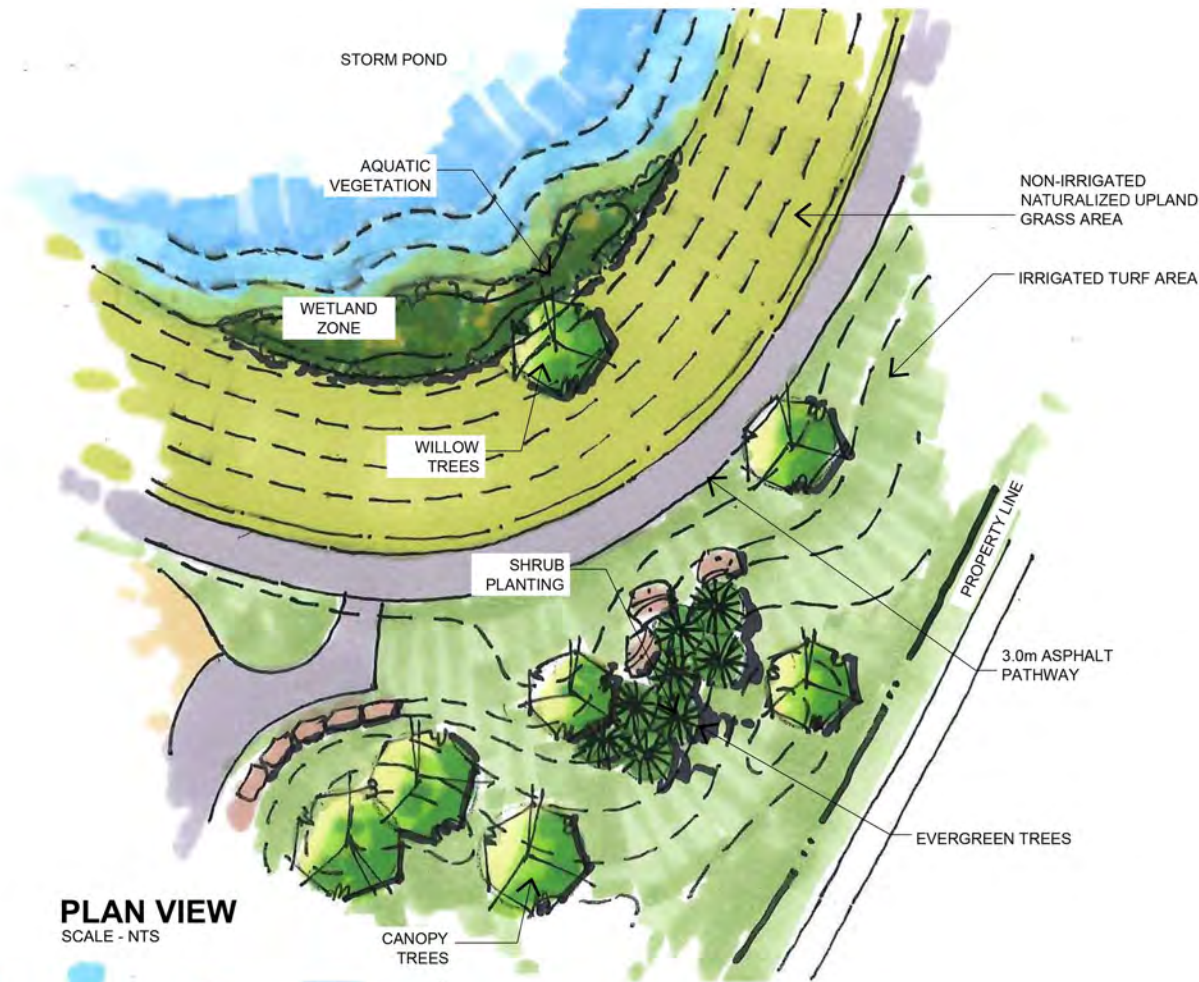 STORM POND
AQUATIC
VEGETATION
NON-IRRIGATED
NATURALIZED UPLAND
GRASS AREA
IRRIGATED TURF AREA
WETLAND
ZONE
WILLOW
TREES
PROPERTY LINE
SHRUB
PLANTING
3.0m ASPHALT
PATHWAY
EVERGREEN TREES
PLAN VIEW
SCALE - NTS
CANOPY
TREES